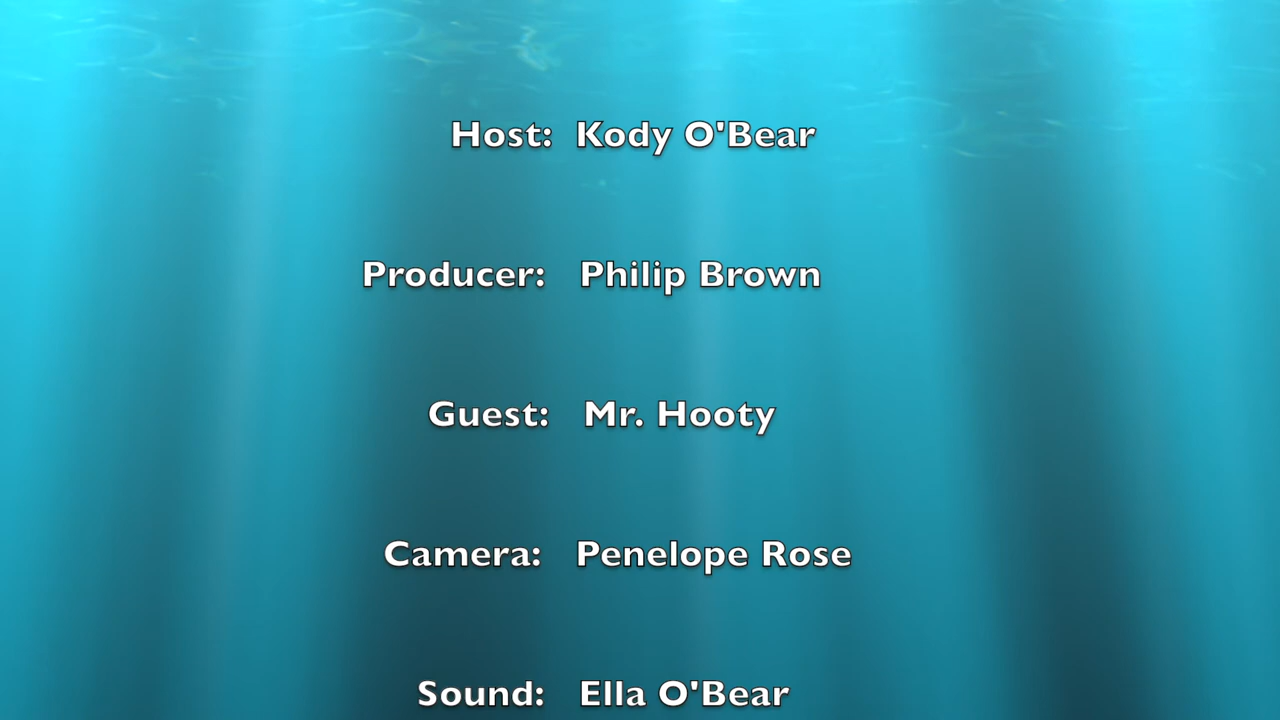 Host: Kody O'Bear
Producer: Philip Brown
Guest: Mr. Hooty
Camera: Penelope Rose
Sound: Ella O'Bear